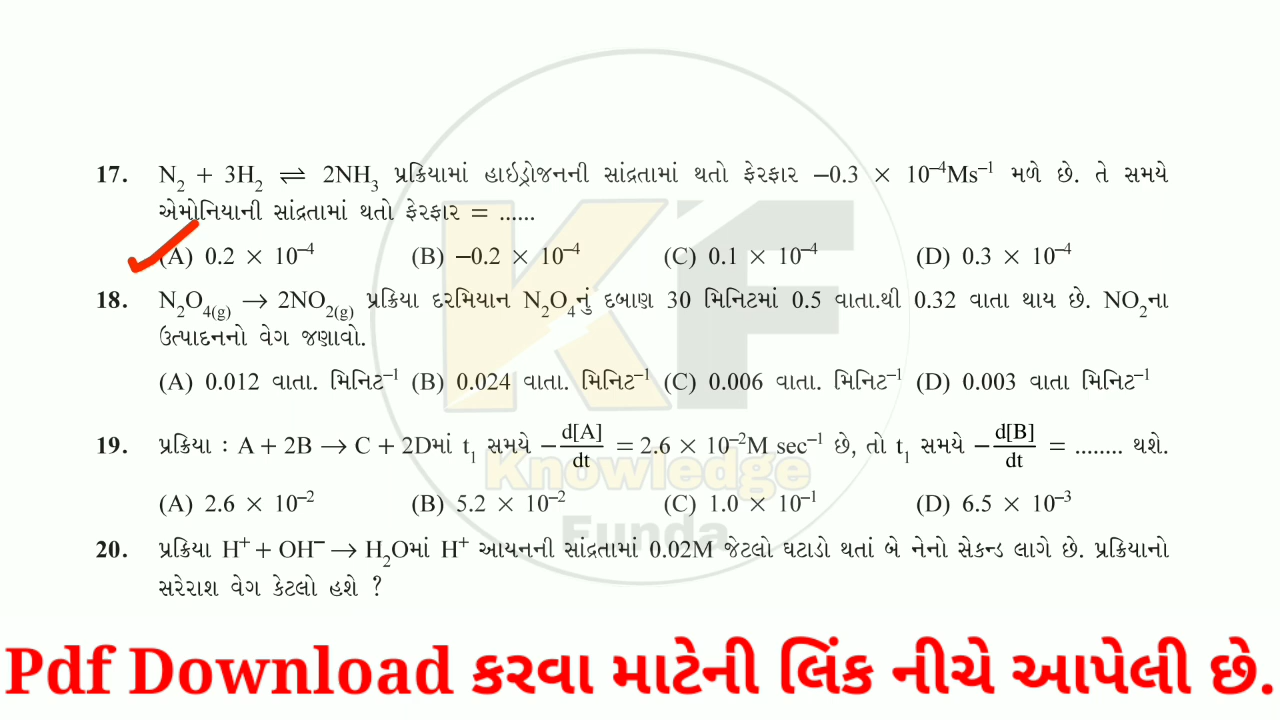 17. N₂ + 3H₂ ⇌ 2NH₃ પ્રક્રિયામાં હાઇડ્રોજનની સાંદ્રતામાં થતો ફેરફાર −0.3 × 10⁻⁴Ms⁻¹ મળે છે. તે સમયે
એમોનિયાની સાંદ્રતામાં થતો ફેરફાર = ......
(A) 0.2 × 10⁻⁴ (B) −0.2 × 10⁻⁴ (C) 0.1 × 10⁻⁴ (D) 0.3 × 10⁻⁴
18. N₂O₄(g) → 2NO₂(g) પ્રક્રિયા દરમિયાન N₂O₄નું દબાણ 30 મિનિટમાં 0.5 વાતા.થી 0.32 વાતા થાય છે. NO₂ના
ઉત્પાદનનો વેગ જણાવો.
(A) 0.012 વાતા. મિનિટ⁻¹ (B) 0.024 વાતા. મિનિટ⁻¹ (C) 0.006 વાતા. મિનિટ⁻¹ (D) 0.003 વાતા મિનિટ⁻¹
19. પ્રક્રિયા : A + 2B → C + 2Dમાં t₁ સમયે −d[A]/dt = 2.6 × 10⁻²M sec⁻¹ છે, તો t₁ સમયે −d[B]/dt = ........ થશે.
(A) 2.6 × 10⁻² (B) 5.2 × 10⁻² (C) 1.0 × 10⁻¹ (D) 6.5 × 10⁻³
20. પ્રક્રિયા H⁺ + OH⁻ → H₂Oમાં H⁺ આયનની સાંદ્રતામાં 0.02M જેટલો ઘટાડો થતાં બે નેનો સેકન્ડ લાગે છે. પ્રક્રિયાનો
સરેરાશ વેગ કેટલો હશે ?
KF
Knowledge
Funda
Pdf Download કરવા માટેની લિંક નીચે આપેલી છે.